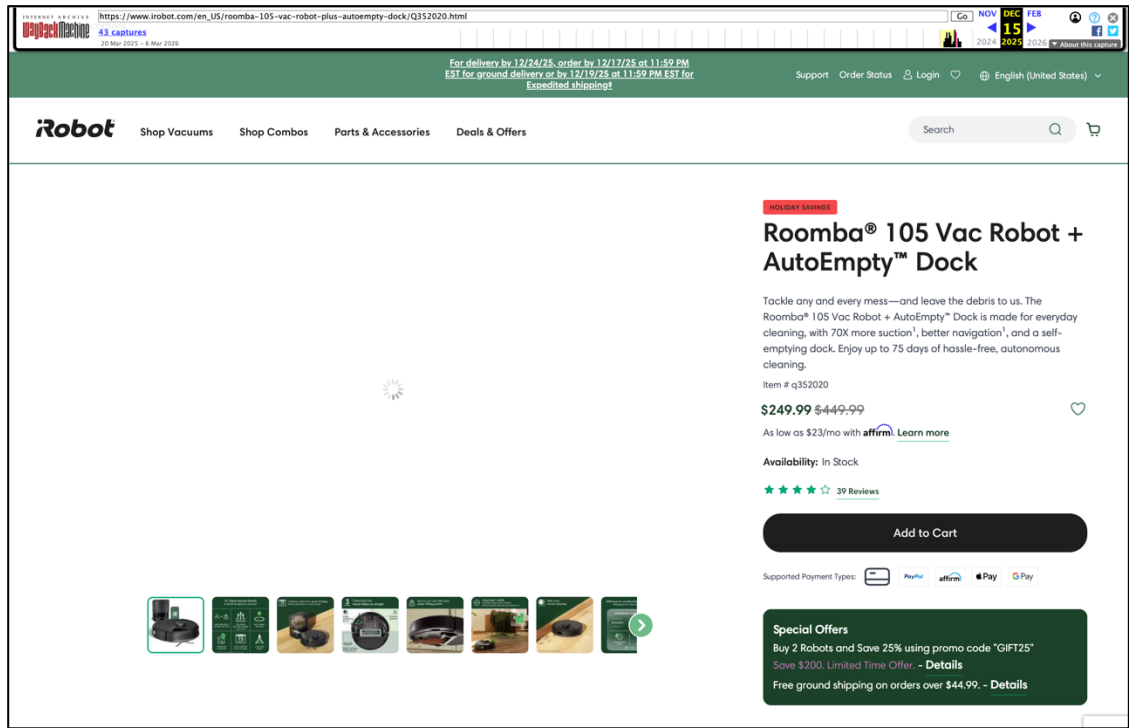 INTERNET ARCHIVE
WayBackMachine
https://www.irobot.com/en_US/roomba-105-vac-robot-plus-autoempty-dock/Q352020.html
Go
NOV DEC FEB
43 captures
15
20 Mar 2025 – 6 Mar 2026
2024 2025 2026
▼ About this capture
For delivery by 12/24/25, order by 12/17/25 at 11:59 PM
EST for ground delivery or by 12/19/25 at 11:59 PM EST for
Expedited shipping‡
Support Order Status Login English (United States)
iRobot
Shop Vacuums Shop Combos Parts & Accessories Deals & Offers
Search
HOLIDAY SAVINGS
Roomba® 105 Vac Robot +
AutoEmpty™ Dock
Tackle any and every mess—and leave the debris to us. The
Roomba® 105 Vac Robot + AutoEmpty™ Dock is made for everyday
cleaning, with 70X more suction¹, better navigation¹, and a self-
emptying dock. Enjoy up to 75 days of hassle-free, autonomous
cleaning.
Item # q352020
$249.99 $449.99
As low as $23/mo with affirm. Learn more
Availability: In Stock
39 Reviews
Add to Cart
Supported Payment Types: PayPal affirm Pay G Pay
Special Offers
Buy 2 Robots and Save 25% using promo code "GIFT25"
Save $200. Limited Time Offer. - Details
Free ground shipping on orders over $44.99. - Details